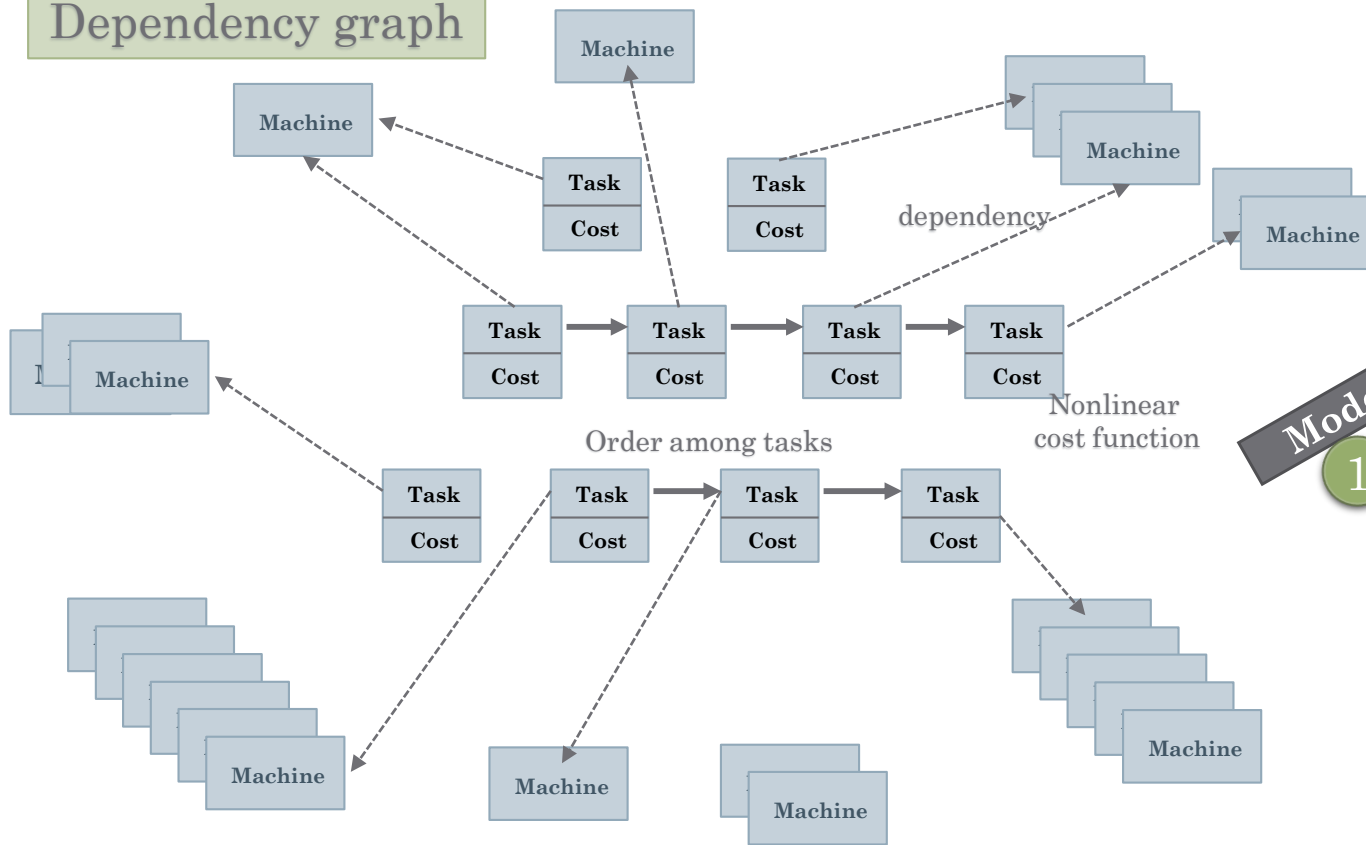 Dependency graph
Machine
Machine
Machine
Task
Cost
Task
Cost
dependency
Machine
Task
Cost
Task
Cost
Task
Cost
Task
Cost
Machine
Nonlinear
cost function
Order among tasks
1
Task
Cost
Task
Cost
Task
Cost
Task
Cost
Machine
Machine
Machine
Machine